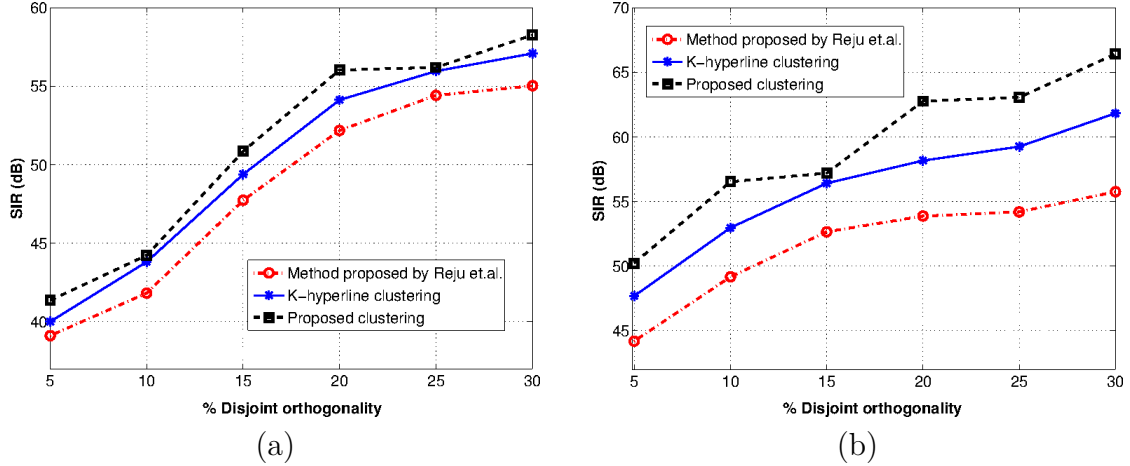 60
55
50
45
40
5
10
15
20
25
30
SIR (dB)
% Disjoint orthogonality
Method proposed by Reju et.al.
K−hyperline clustering
Proposed clustering
(a)
70
65
60
55
50
45
5
10
15
20
25
30
SIR (dB)
% Disjoint orthogonality
Method proposed by Reju et.al.
K−hyperline clustering
Proposed clustering
(b)